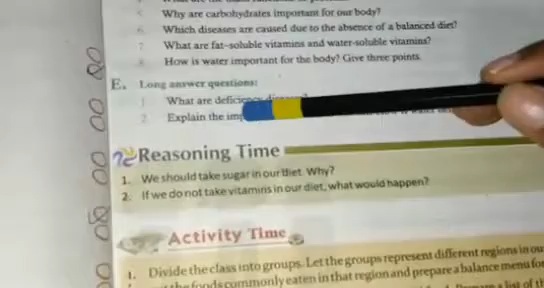 5. Why are carbohydrates important for our body?
6. Which diseases are caused due to the absence of a balanced diet?
7. What are fat-soluble vitamins and water-soluble vitamins?
8. How is water important for the body? Give three points.
E. Long answer questions:
1. What are deficiency
2. Explain the
Reasoning Time
1. We should take sugar in our diet. Why?
2. If we do not take vitamins in our diet, what would happen?
Activity Time
1. Divide the class into groups. Let the groups represent different regions in
the foods commonly eaten in that region and prepare a balance menu
list of